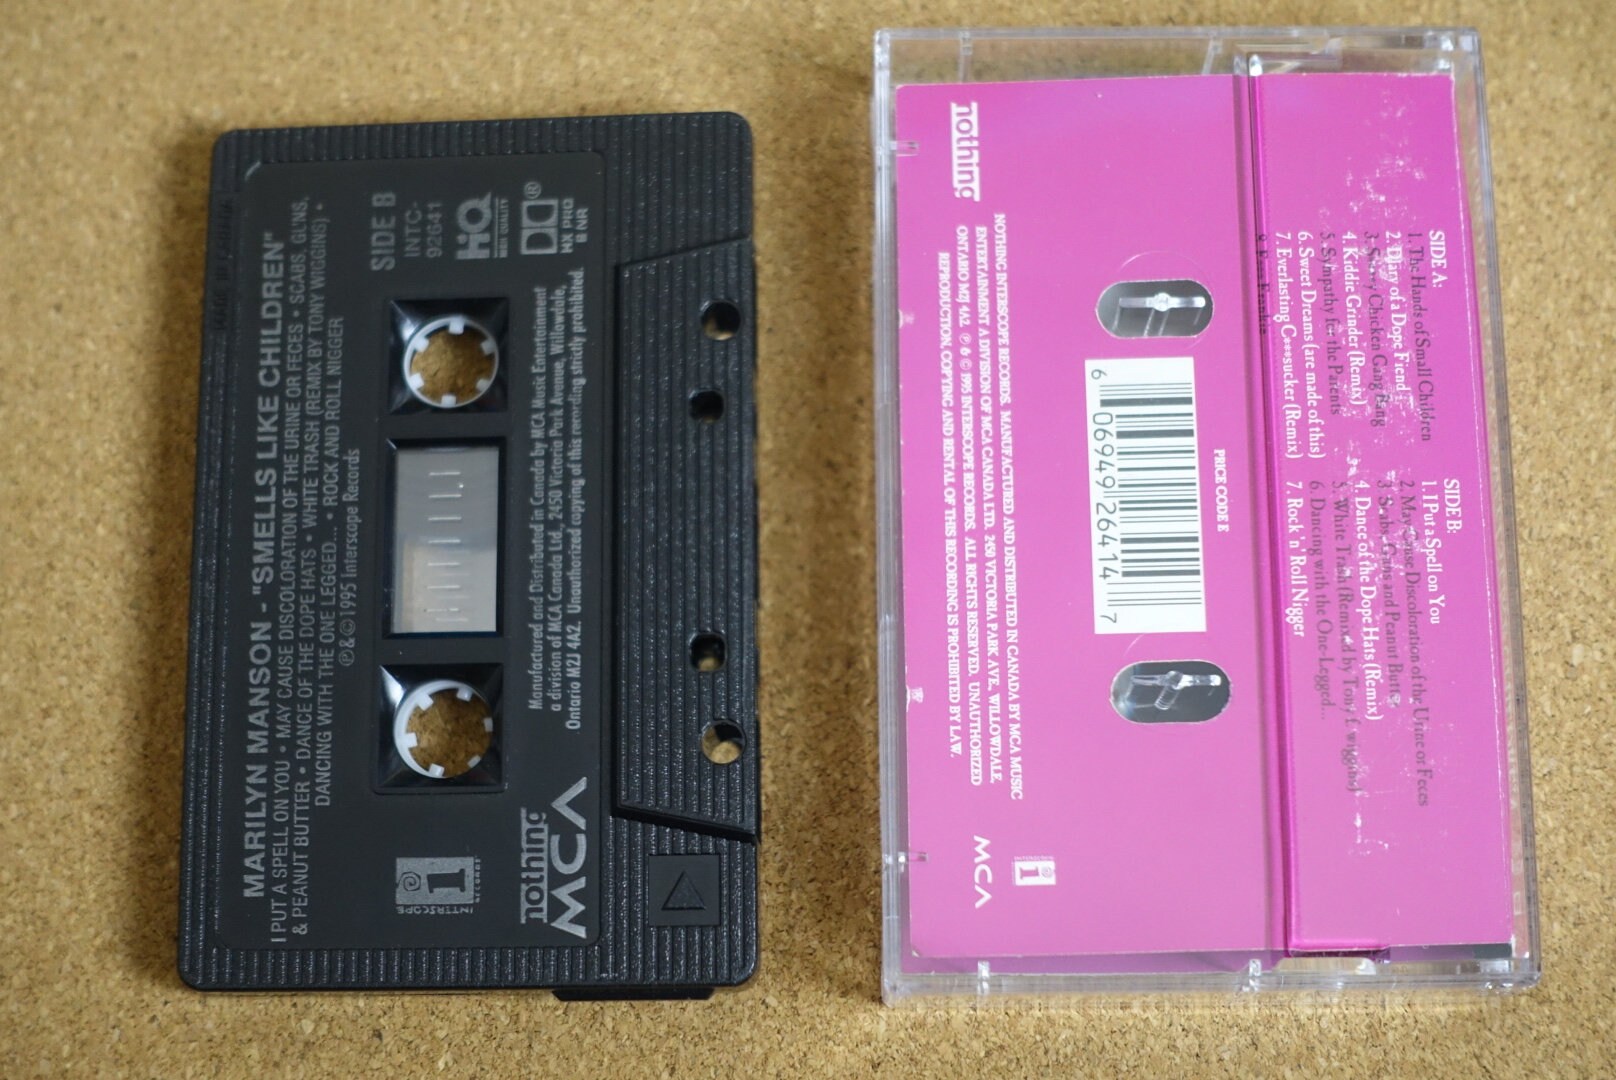 MARILYN MANSON - "SMELLS LIKE CHILDREN"
I PUT A SPELL ON YOU • MAY CAUSE DISCOLORATION OF THE URINE OR FECES • SCABS, GUNS,
& PEANUT BUTTER • DANCE OF THE DOPE HATS • WHITE TRASH (REMIX BY TONY WIGGINS) •
DANCING WITH THE ONE LEGGED... • ROCK AND ROLL NIGGER
℗&©1995 Interscope Records
SIDE B
INTC-
92641
HQ
HIGH QUALITY
®
HX PRO
B NR
INTERSCOPE
RECORDS
Manufactured and Distributed in Canada by MCA Music Entertainment
a division of MCA Canada Ltd., 2450 Victoria Park Avenue, Willowdale,
Ontario M2J 4A2. Unauthorized copying of this recording strictly prohibited.
nothing
MCA
SIDE A:
1. The Hands of Small Children
2. Diary of a Dope Fiend
3. Chicken Gang Bang
4. Kiddie Grinder (Remix)
5. Sympathy for the Parents
6. Sweet Dreams (are made of this)
7. Everlasting C***sucker (Remix)
SIDE B:
1. I Put a Spell on You
2. May Cause Discoloration of the Urine or Feces
3. Scabs, Guns and Peanut Butter
4. Dance of the Dope Hats (Remix)
5. White Trash (Remixed by Tony
6. Dancing with the One-Legged...
7. Rock 'n' Roll Nigger
PRICE CODE E
6 06949 26414 7
nothing
NOTHING INTERSCOPE RECORDS. MANUFACTURED AND DISTRIBUTED IN CANADA BY MCA MUSIC
ENTERTAINMENT A DIVISION OF MCA CANADA LTD. 2450 VICTORIA PARK AVE, WILLOWDALE,
ONTARIO M2J 4A2. ℗ & © 1995 INTERSCOPE RECORDS. ALL RIGHTS RESERVED. UNAUTHORIZED
REPRODUCTION, COPYING AND RENTAL OF THIS RECORDING IS PROHIBITED BY LAW.
MCA